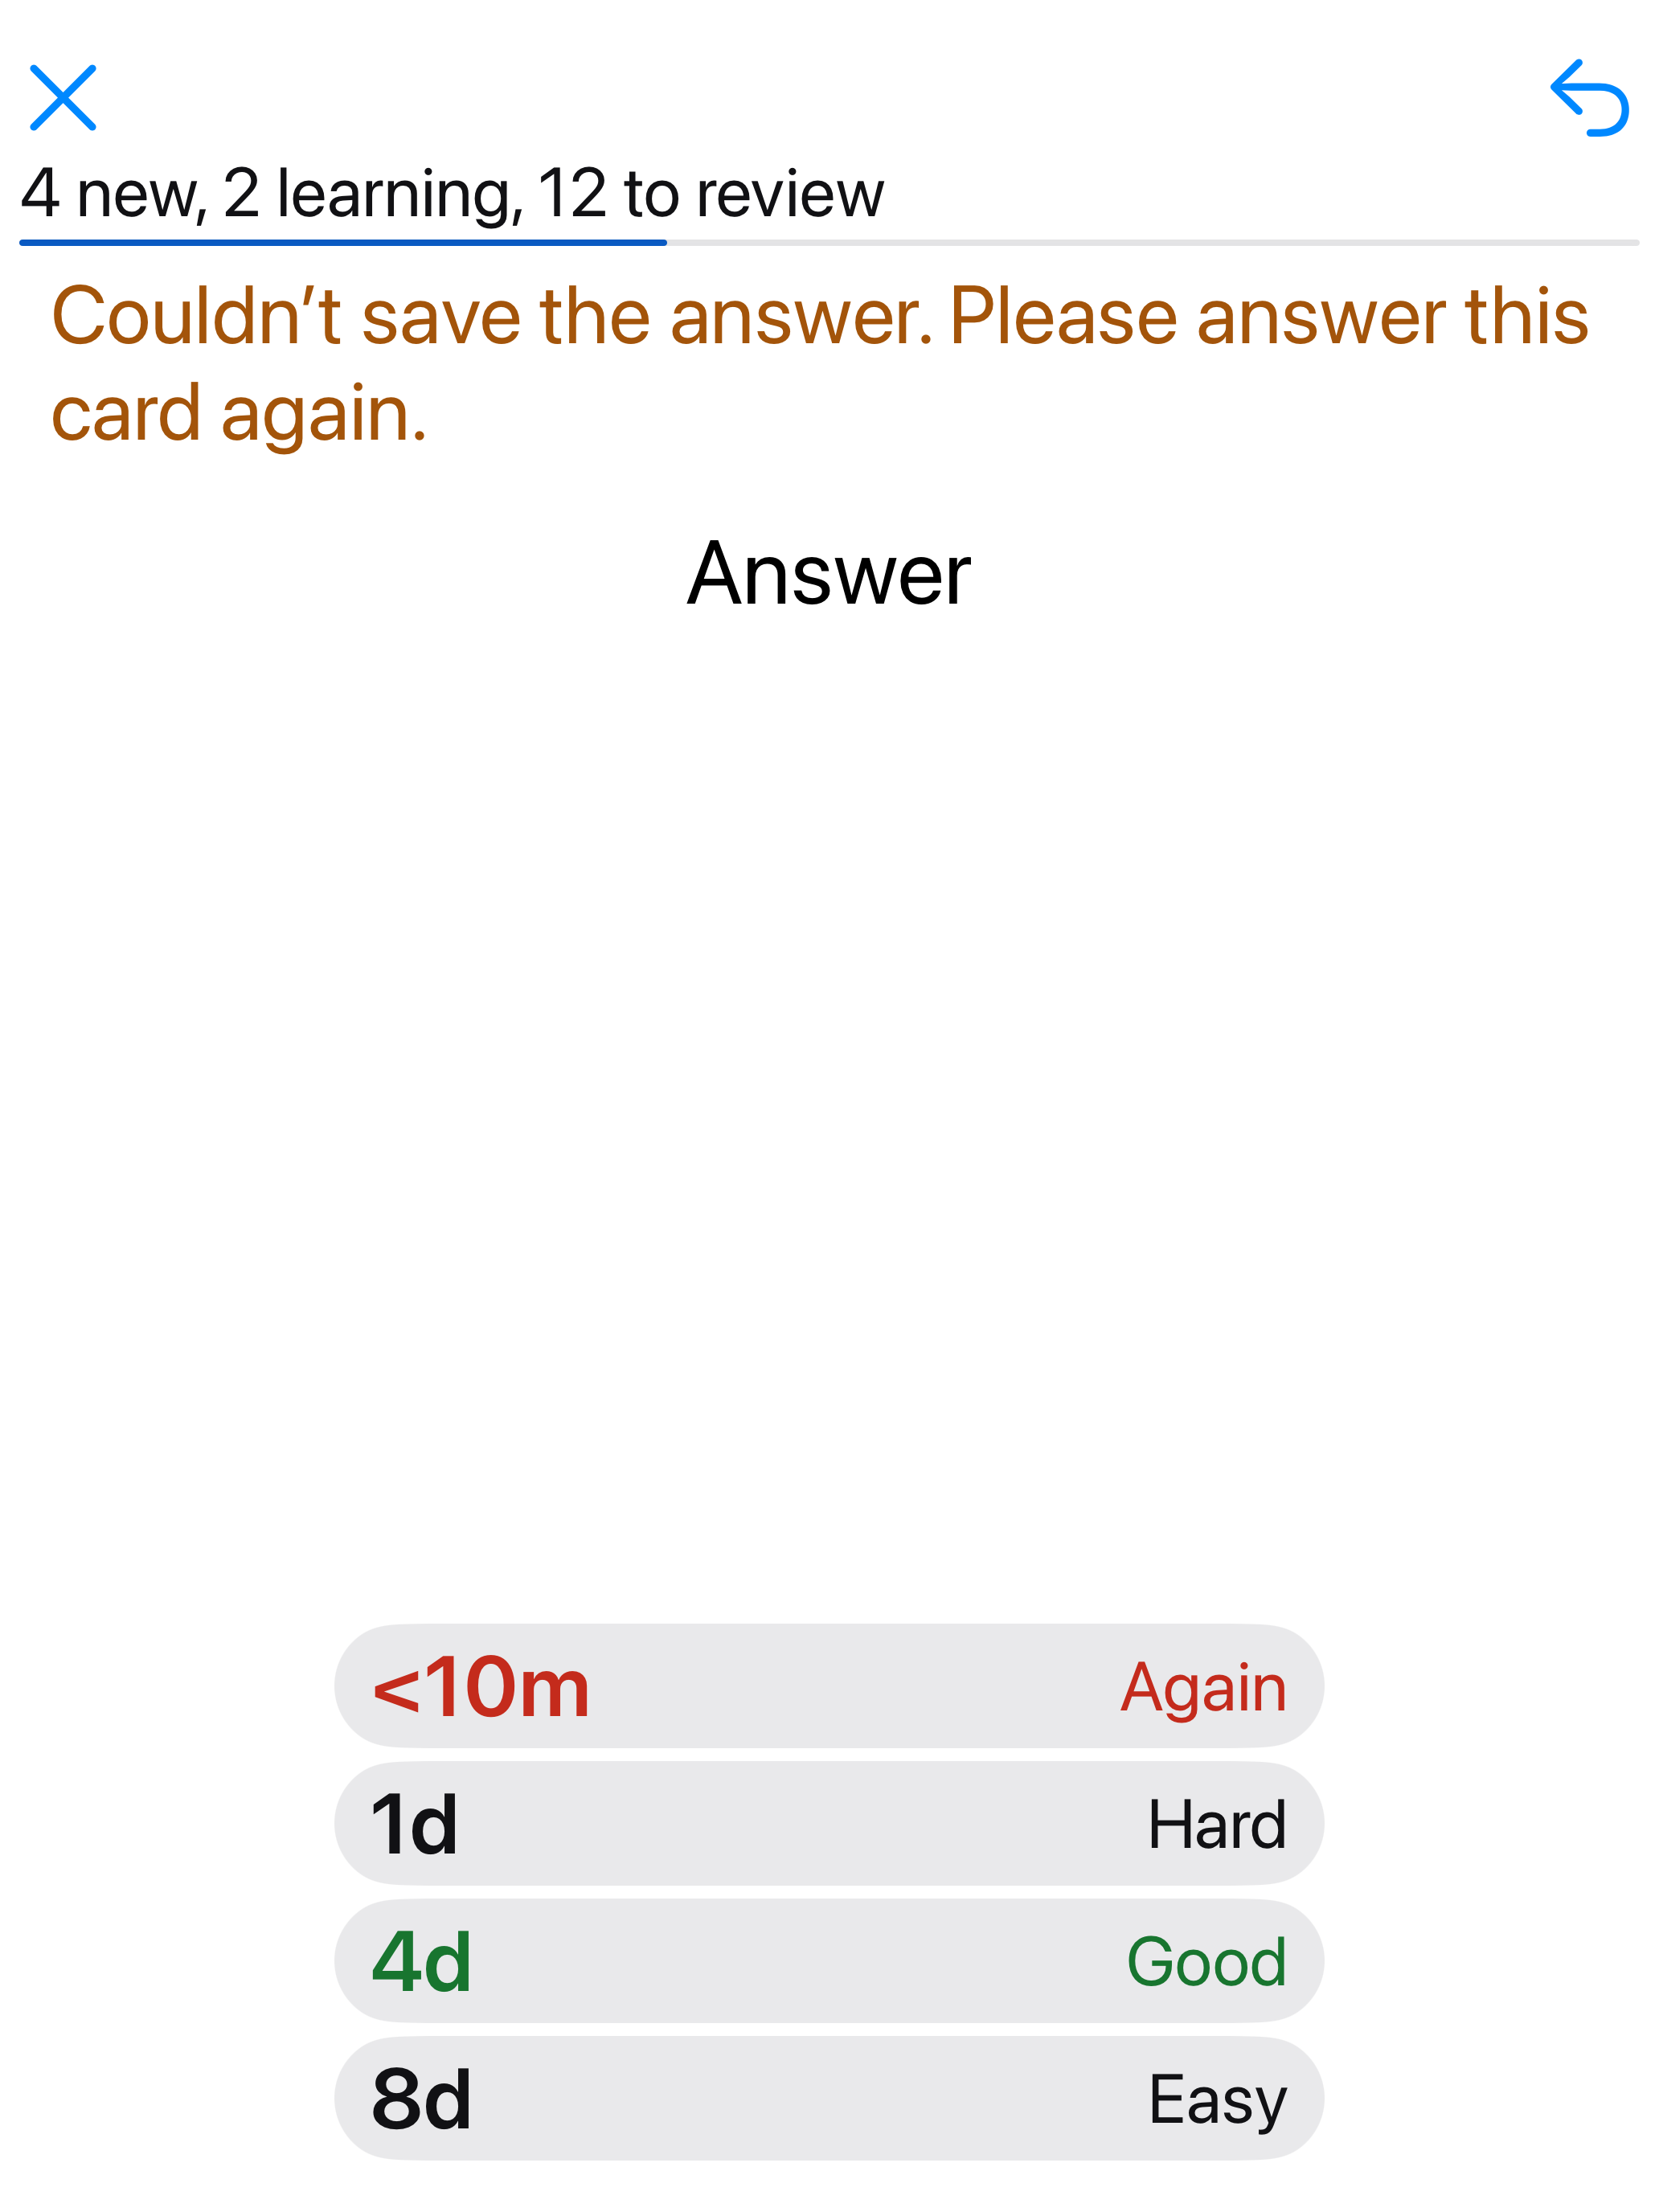 4 new, 2 learning, 12 to review
Couldn’t save the answer. Please answer this
card again.
Answer
<10m Again
1d Hard
4d Good
8d Easy